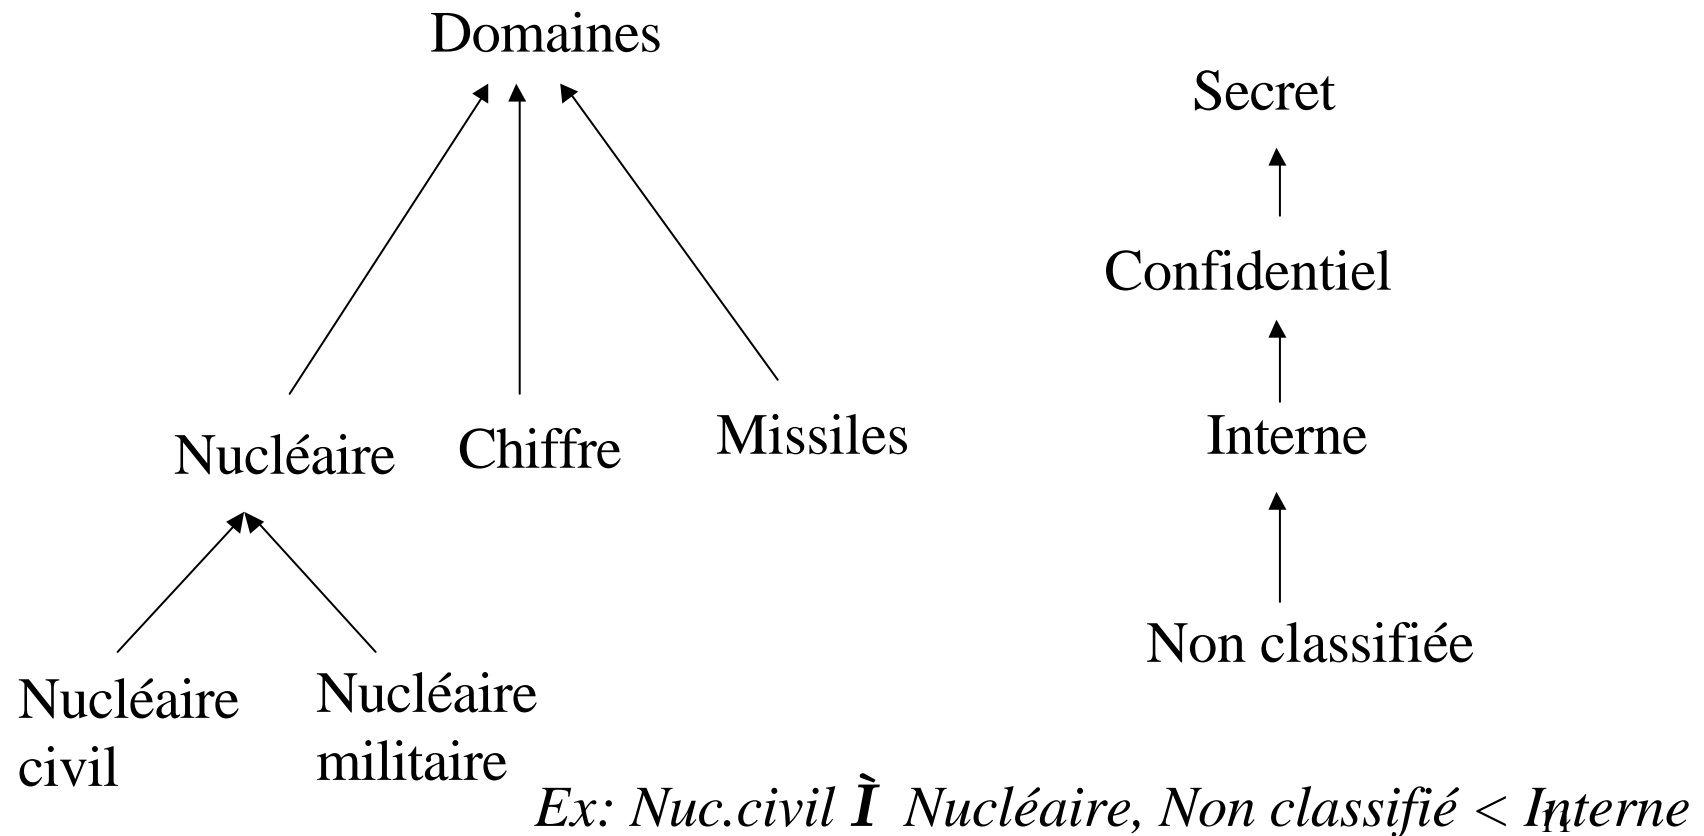 Domaines
Secret
Confidentiel
Nucléaire
Chiffre
Missiles
Interne
Non classifiée
Nucléaire
civil
Nucléaire
militaire
Ex: Nuc.civil Ì Nucléaire, Non classifié < Interne